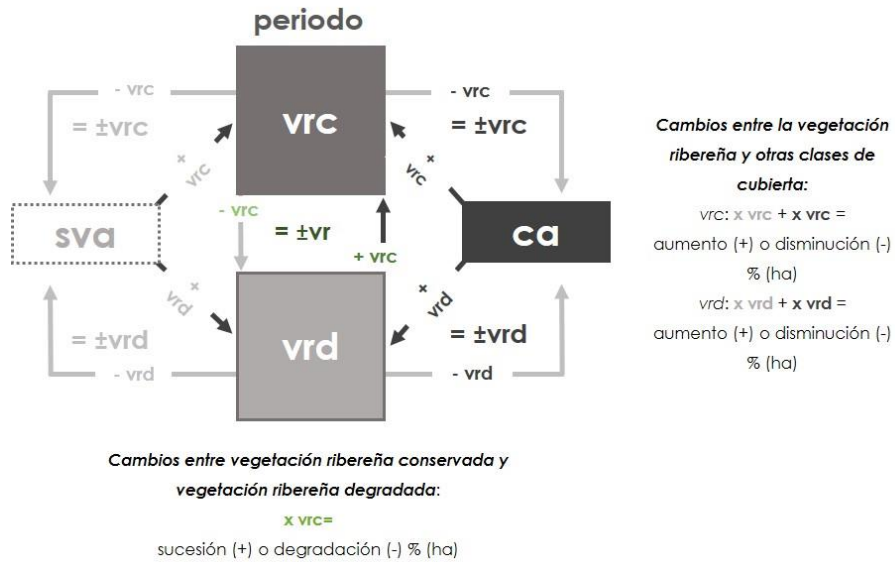 periodo
- vrc
vrc
- vrc
= ±vrc
= ±vrc
+ vrc
+ vrc
- vrc
sva
= ±vr
ca
+ vrc
+ vrd
+ vrd
= ±vrd
vrd
= ±vrd
- vrd
- vrd
Cambios entre la vegetación
ribereña y otras clases de
cubierta:
vrc: x vrc + x vrc =
aumento (+) o disminución (-)
% (ha)
vrd: x vrd + x vrd =
aumento (+) o disminución (-)
% (ha)
Cambios entre vegetación ribereña conservada y
vegetación ribereña degradada:
x vrc=
sucesión (+) o degradación (-) % (ha)